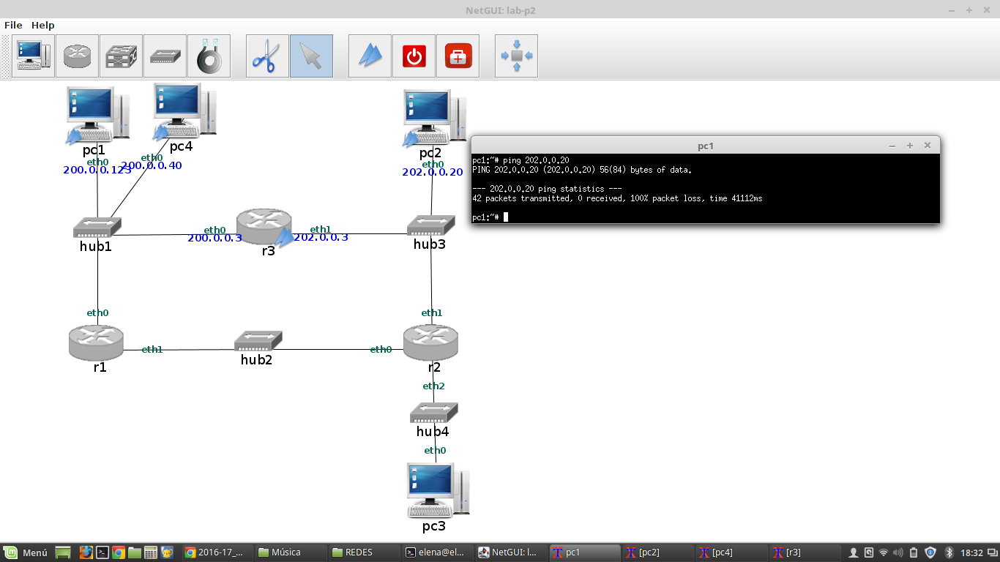 NetGUI: lab-p2
File Help
pc1
pc4
pc2
eth0
200.0.0.123
eth0
200.0.0.40
eth0
202.0.0.20
pc1
pc1:~# ping 202.0.0.20
PING 202.0.0.20 (202.0.0.20) 56(84) bytes of data.
--- 202.0.0.20 ping statistics ---
42 packets transmitted, 0 received, 100% packet loss, time 41112ms
pc1:~#
hub1
eth0
200.0.0.3
r3
eth1
202.0.0.3
hub3
eth0
eth1
r1
eth1
hub2
eth0
r2
eth2
hub4
eth0
pc3
Menú 2016-17_... Música REDES elena@el... NetGUI: l... pc1 [pc2] [pc4] [r3] 18:32